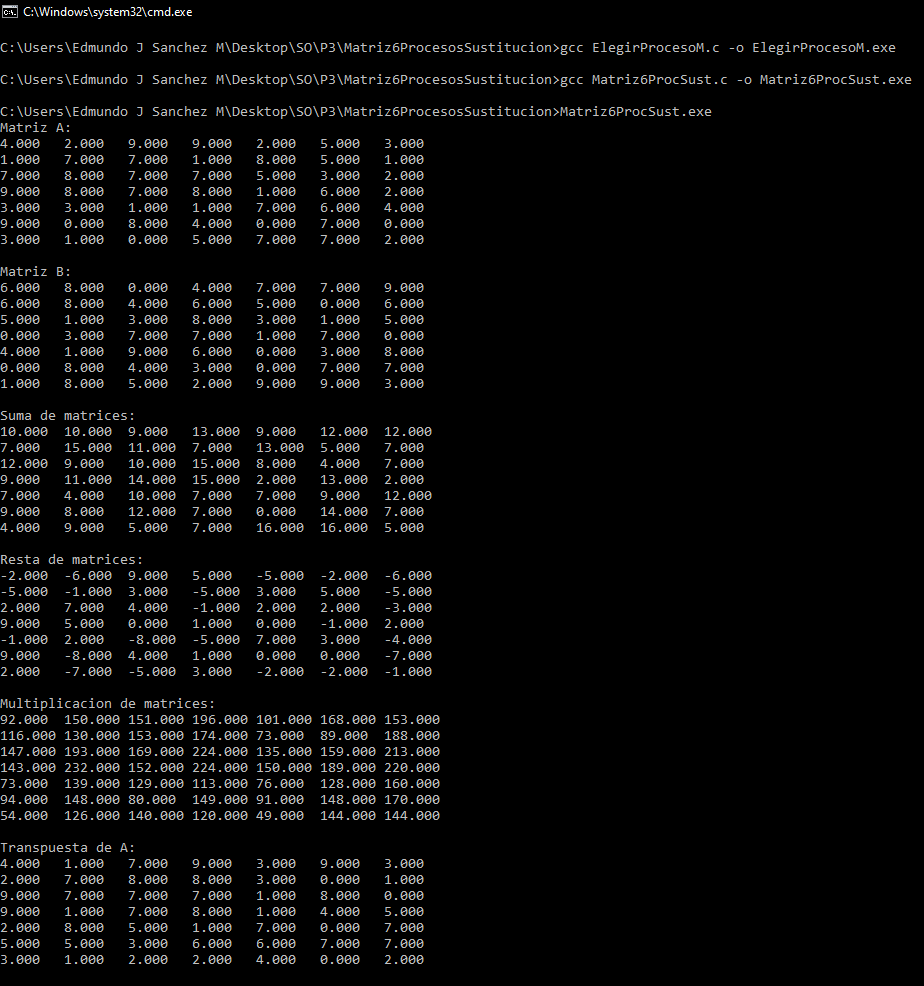 C:\Windows\system32\cmd.exe
C:\Users\Edmundo J Sanchez M\Desktop\SO\P3\Matriz6ProcesosSustitucion>gcc ElegirProcesoM.c -o ElegirProcesoM.exe
C:\Users\Edmundo J Sanchez M\Desktop\SO\P3\Matriz6ProcesosSustitucion>gcc Matriz6ProcSust.c -o Matriz6ProcSust.exe
C:\Users\Edmundo J Sanchez M\Desktop\SO\P3\Matriz6ProcesosSustitucion>Matriz6ProcSust.exe
Matriz A:
4.000 2.000 9.000 9.000 2.000 5.000 3.000
1.000 7.000 7.000 1.000 8.000 5.000 1.000
7.000 8.000 7.000 7.000 5.000 3.000 2.000
9.000 8.000 7.000 8.000 1.000 6.000 2.000
3.000 3.000 1.000 1.000 7.000 6.000 4.000
9.000 0.000 8.000 4.000 0.000 7.000 0.000
3.000 1.000 0.000 5.000 7.000 7.000 2.000
Matriz B:
6.000 8.000 0.000 4.000 7.000 7.000 9.000
6.000 8.000 4.000 6.000 5.000 0.000 6.000
5.000 1.000 3.000 8.000 3.000 1.000 5.000
0.000 3.000 7.000 7.000 1.000 7.000 0.000
4.000 1.000 9.000 6.000 0.000 3.000 8.000
0.000 8.000 4.000 3.000 0.000 7.000 7.000
1.000 8.000 5.000 2.000 9.000 9.000 3.000
Suma de matrices:
10.000 10.000 9.000 13.000 9.000 12.000 12.000
7.000 15.000 11.000 7.000 13.000 5.000 7.000
12.000 9.000 10.000 15.000 8.000 4.000 7.000
9.000 11.000 14.000 15.000 2.000 13.000 2.000
7.000 4.000 10.000 7.000 7.000 9.000 12.000
9.000 8.000 12.000 7.000 0.000 14.000 7.000
4.000 9.000 5.000 7.000 16.000 16.000 5.000
Resta de matrices:
-2.000 -6.000 9.000 5.000 -5.000 -2.000 -6.000
-5.000 -1.000 3.000 -5.000 3.000 5.000 -5.000
2.000 7.000 4.000 -1.000 2.000 2.000 -3.000
9.000 5.000 0.000 1.000 0.000 -1.000 2.000
-1.000 2.000 -8.000 -5.000 7.000 3.000 -4.000
9.000 -8.000 4.000 1.000 0.000 0.000 -7.000
2.000 -7.000 -5.000 3.000 -2.000 -2.000 -1.000
Multiplicacion de matrices:
92.000 150.000 151.000 196.000 101.000 168.000 153.000
116.000 130.000 153.000 174.000 73.000 89.000 188.000
147.000 193.000 169.000 224.000 135.000 159.000 213.000
143.000 232.000 152.000 224.000 150.000 189.000 220.000
73.000 139.000 129.000 113.000 76.000 128.000 160.000
94.000 148.000 80.000 149.000 91.000 148.000 170.000
54.000 126.000 140.000 120.000 49.000 144.000 144.000
Transpuesta de A:
4.000 1.000 7.000 9.000 3.000 9.000 3.000
2.000 7.000 8.000 8.000 3.000 0.000 1.000
9.000 7.000 7.000 7.000 1.000 8.000 0.000
9.000 1.000 7.000 8.000 1.000 4.000 5.000
2.000 8.000 5.000 1.000 7.000 0.000 7.000
5.000 5.000 3.000 6.000 6.000 7.000 7.000
3.000 1.000 2.000 2.000 4.000 0.000 2.000